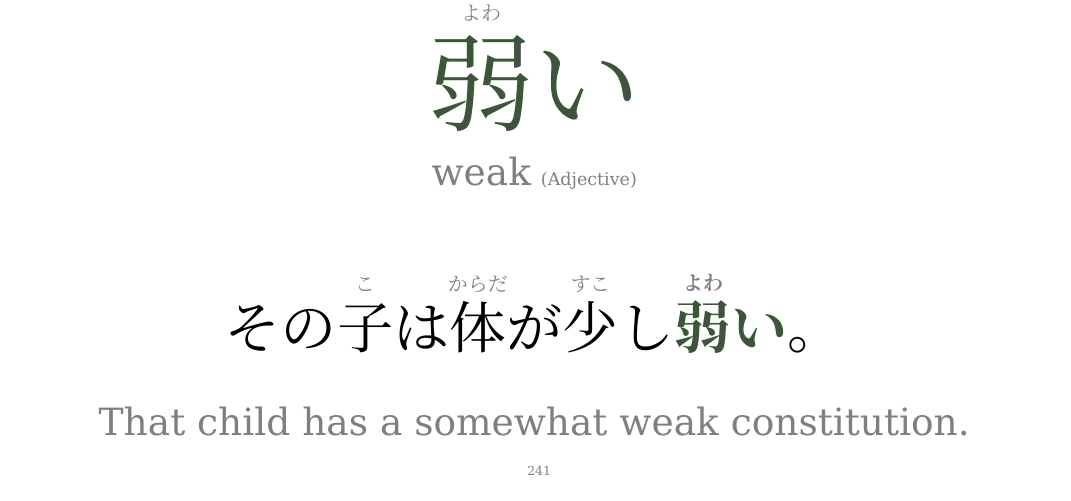 よわ
弱い
weak (Adjective)
こ からだ すこ よわ
その子は体が少し弱い。
That child has a somewhat weak constitution.
241